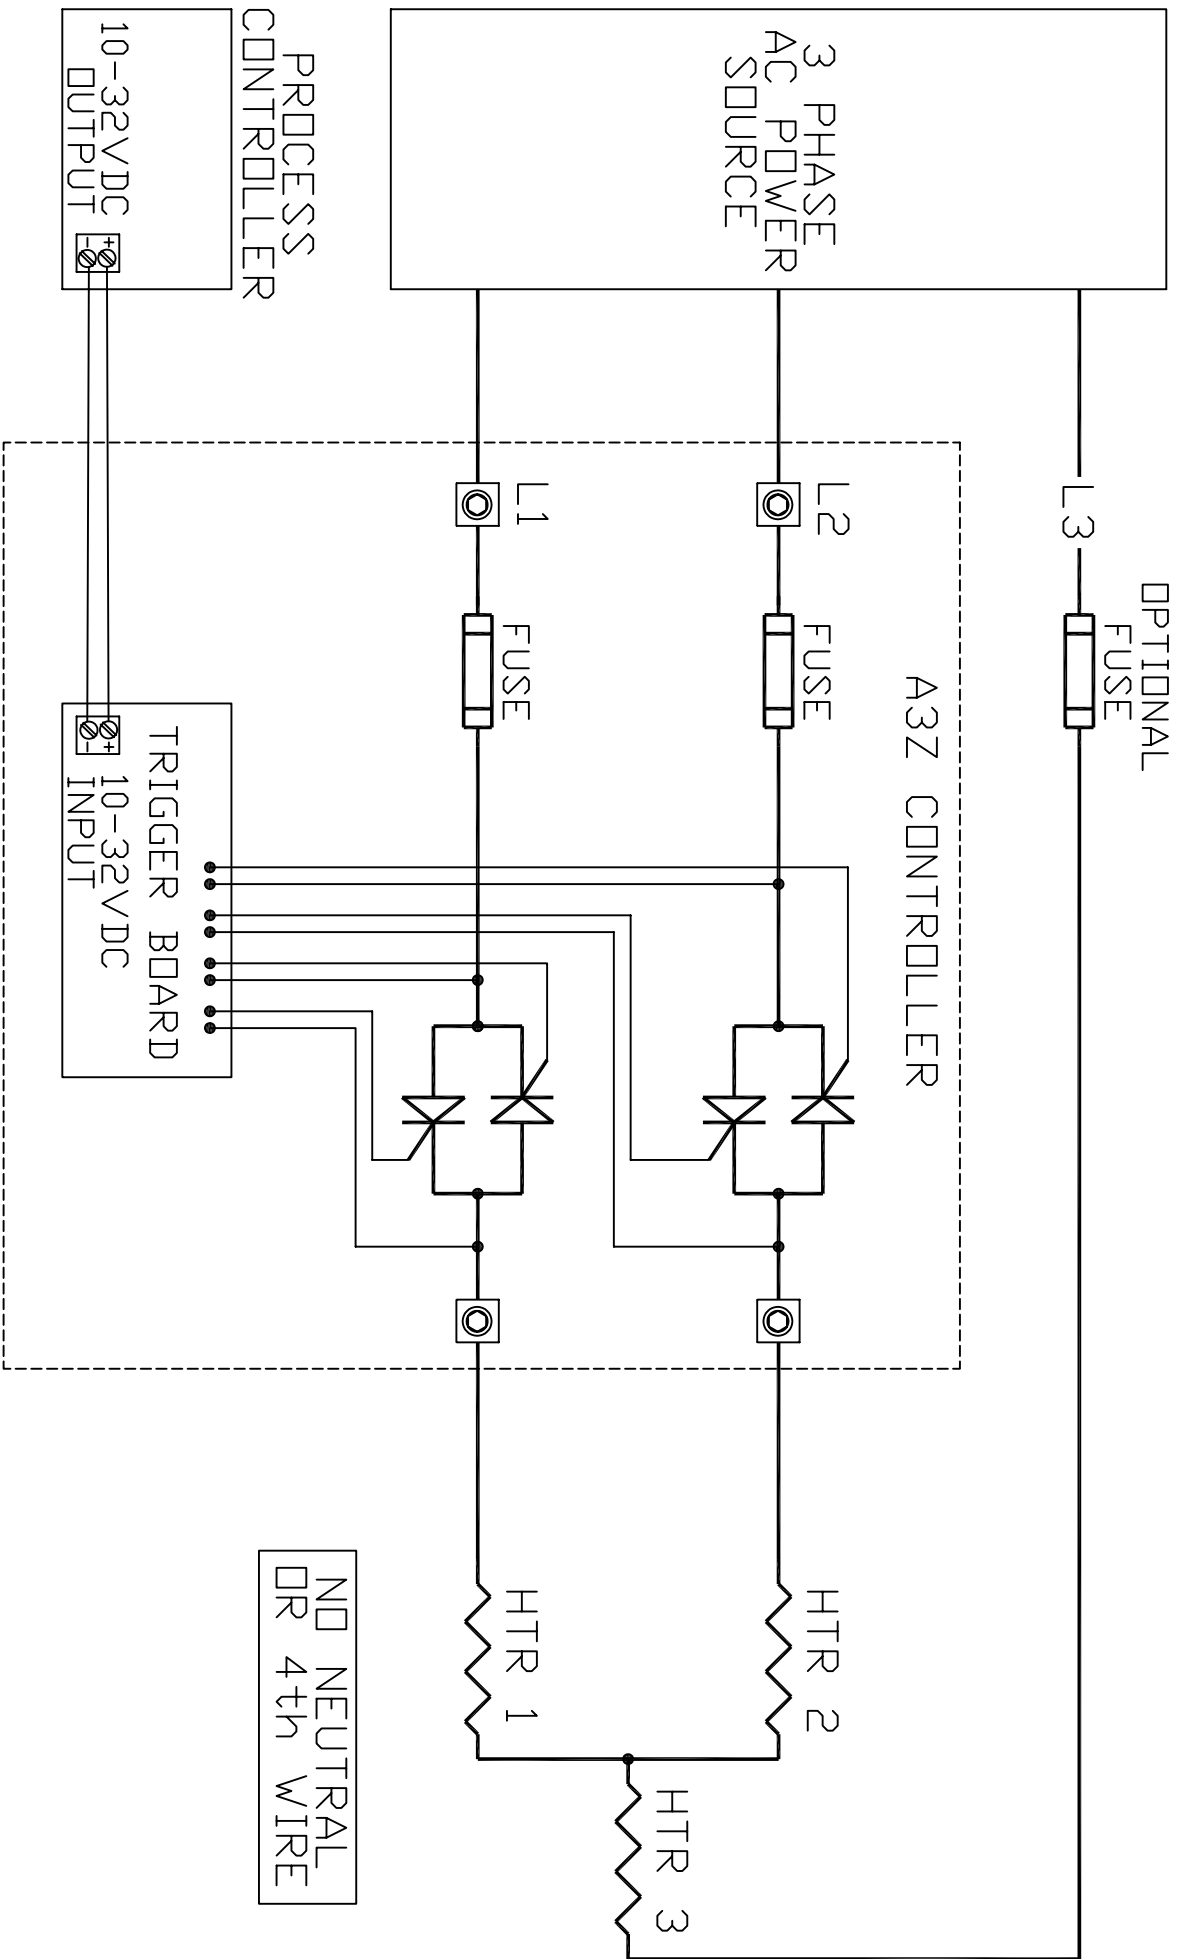 OPTIONAL
FUSE
L3
3 PHASE
AC POWER
SOURCE
A3Z CONTROLLER
L2
FUSE
HTR 2
HTR 3
L1
FUSE
HTR 1
PROCESS
CONTROLLER
NO NEUTRAL
OR 4th WIRE
10-32VDC
OUTPUT
+
-
TRIGGER BOARD
+
-
10-32VDC
INPUT